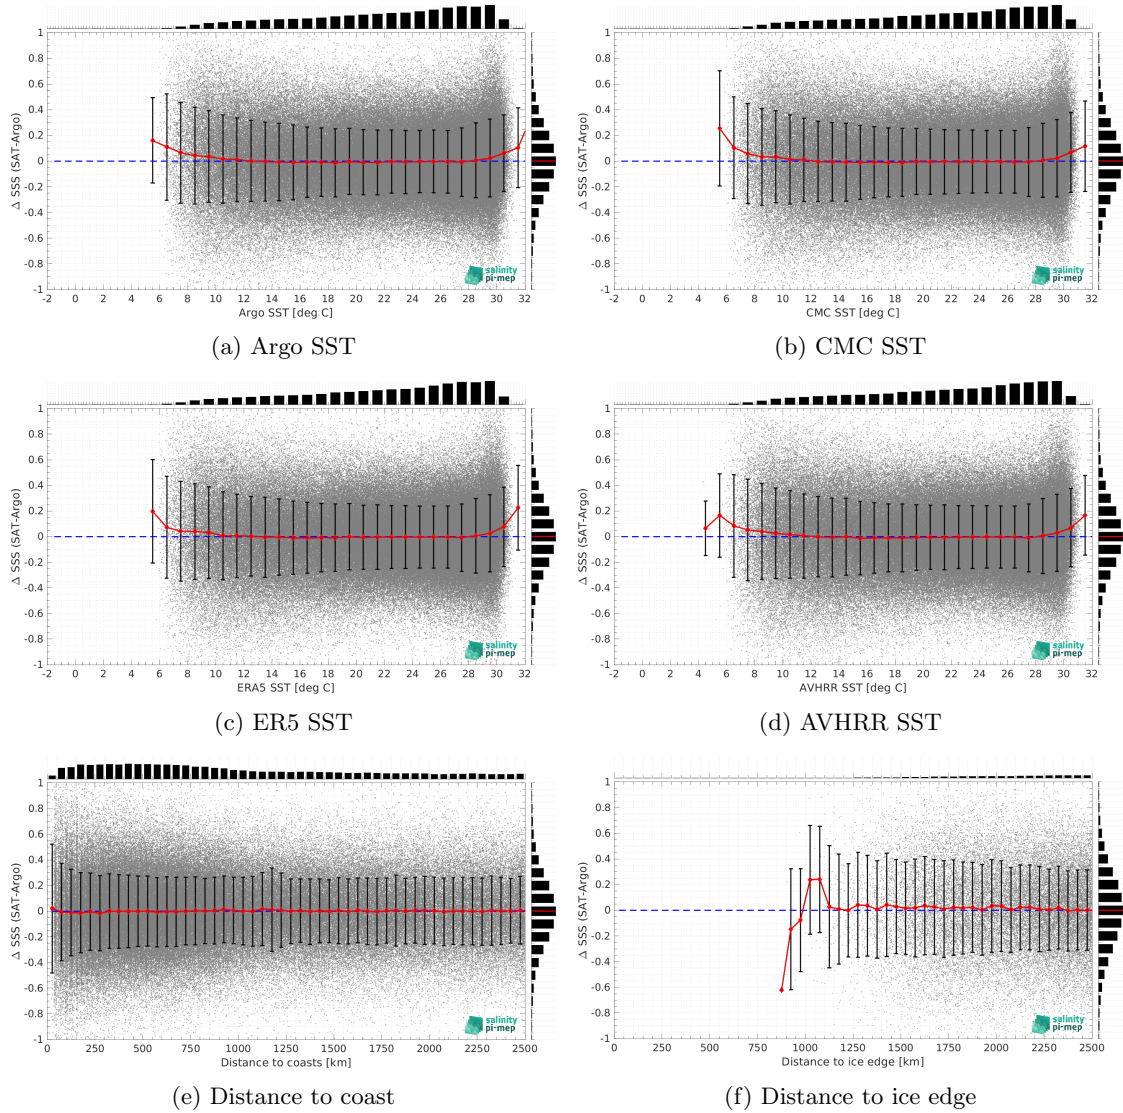 1
0.8
0.6
0.4
0.2
0
-0.2
-0.4
-0.6
-0.8
-1
Δ SSS (SAT-Argo)
-2 0 2 4 6 8 10 12 14 16 18 20 22 24 26 28 30 32
Argo SST [deg C]
salinity
pi-mep
(a) Argo SST
1
0.8
0.6
0.4
0.2
0
-0.2
-0.4
-0.6
-0.8
-1
Δ SSS (SAT-Argo)
-2 0 2 4 6 8 10 12 14 16 18 20 22 24 26 28 30 32
CMC SST [deg C]
salinity
pi-mep
(b) CMC SST
1
0.8
0.6
0.4
0.2
0
-0.2
-0.4
-0.6
-0.8
-1
Δ SSS (SAT-Argo)
-2 0 2 4 6 8 10 12 14 16 18 20 22 24 26 28 30 32
ERA5 SST [deg C]
salinity
pi-mep
(c) ER5 SST
1
0.8
0.6
0.4
0.2
0
-0.2
-0.4
-0.6
-0.8
-1
Δ SSS (SAT-Argo)
-2 0 2 4 6 8 10 12 14 16 18 20 22 24 26 28 30 32
AVHRR SST [deg C]
salinity
pi-mep
(d) AVHRR SST
1
0.8
0.6
0.4
0.2
0
-0.2
-0.4
-0.6
-0.8
-1
Δ SSS (SAT-Argo)
0 250 500 750 1000 1250 1500 1750 2000 2250 2500
Distance to coasts [km]
salinity
pi-mep
(e) Distance to coast
1
0.8
0.6
0.4
0.2
0
-0.2
-0.4
-0.6
-0.8
-1
Δ SSS (SAT-Argo)
0 250 500 750 1000 1250 1500 1750 2000 2250 2500
Distance to ice edge [km]
salinity
pi-mep
(f) Distance to ice edge